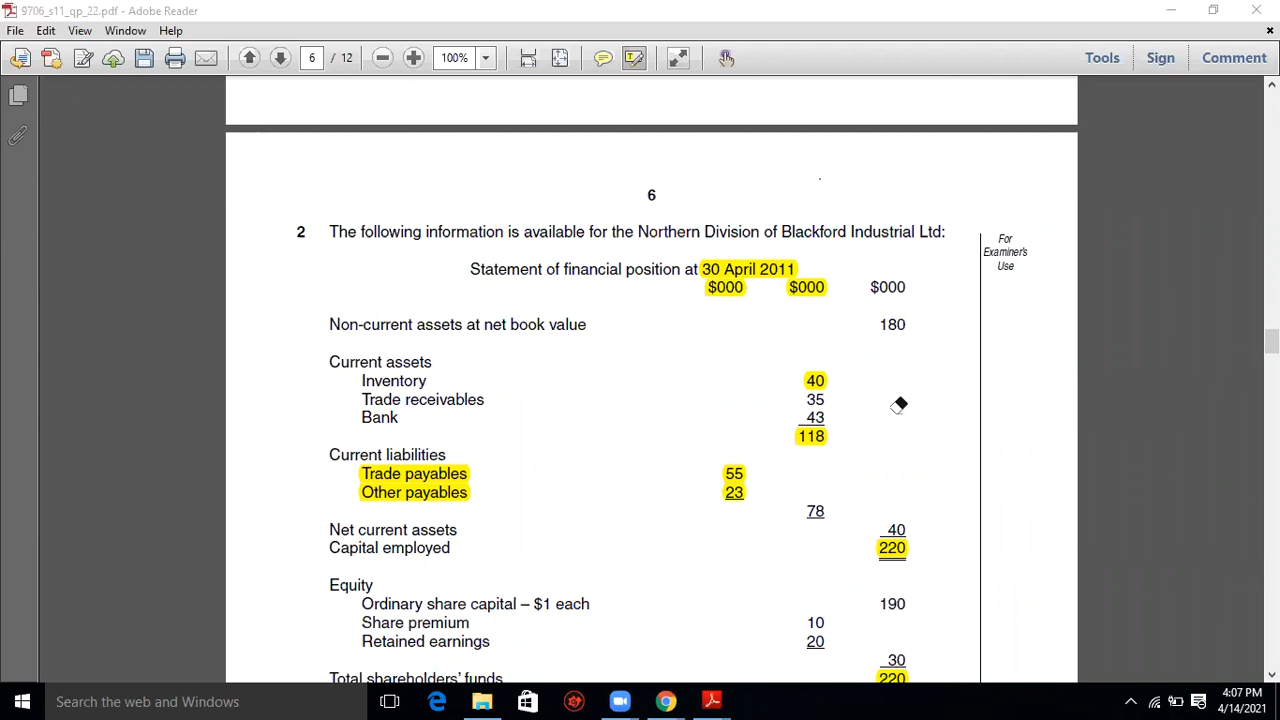 9706_s11_qp_22.pdf - Adobe Reader
File Edit View Window Help
6 / 12 100% Tools Sign Comment
6
2 The following information is available for the Northern Division of Blackford Industrial Ltd:
For
Examiner's
Use
Statement of financial position at 30 April 2011
$000 $000 $000
Non-current assets at net book value 180
Current assets
Inventory 40
Trade receivables 35
Bank 43
118
Current liabilities
Trade payables 55
Other payables 23
78
Net current assets 40
Capital employed 220
Equity
Ordinary share capital – $1 each 190
Share premium 10
Retained earnings 20
30
Total shareholders' funds 220
Search the web and Windows
4:07 PM
4/14/2021